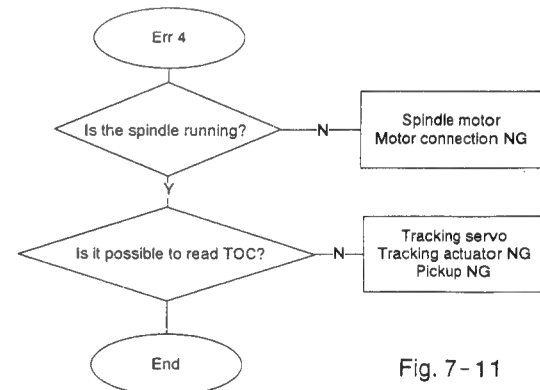 Err 4
Is the spindle running?
N
Spindle motor
Motor connection NG
Y
Is it possible to read TOC?
N
Tracking servo
Tracking actuator NG
Pickup NG
End
Fig. 7-11